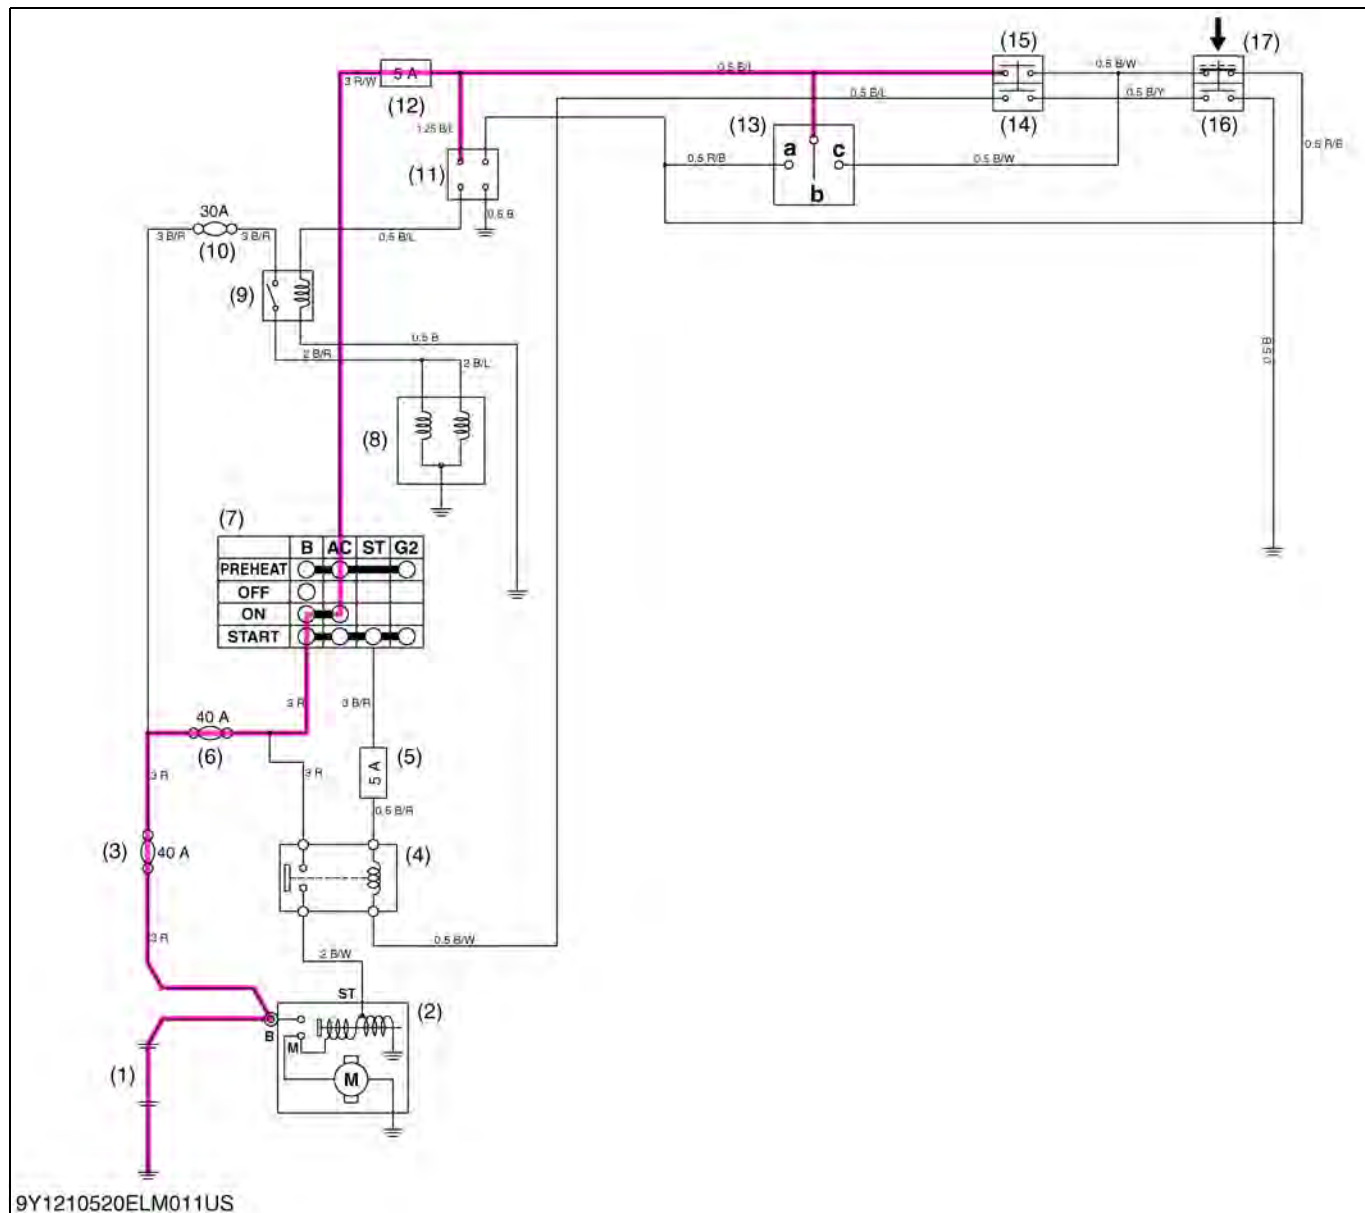 (15)
(17)
0.5 B/L
0.5 B/W
3 R/W
5 A
(12)
0.5 B/L
0.5 B/Y
(14)
(16)
1.25 B/L
(13)
a
c
b
0.5 R/B
0.5 B/W
0.5 R/B
(11)
0.5 B
30A
3 B/R
3 B/R
(10)
0.5 B/L
(9)
0.5 B
2 B/R
2 B/L
0.5 B
(8)
(7)
B AC ST G2
PREHEAT
OFF
ON
START
3 R
3 B/R
40 A
(6)
3 R
3 R
(5)
5 A
0.5 B/R
(3)
40 A
(4)
3 R
0.5 B/W
2 B/W
ST
(2)
B
M
(1)
M
9Y1210520ELM011US